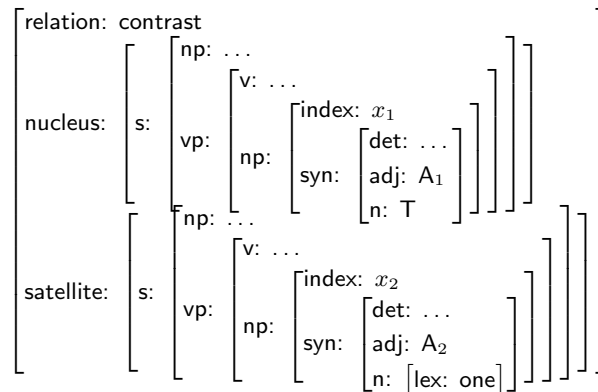 relation: contrast
np: ...
v: ...
index: x₁
nucleus: s:
det: ...
vp:
np:
syn: adj: A₁
n: T
np: ...
v: ...
index: x₂
satellite: s:
det: ...
vp:
np:
syn: adj: A₂
n: [lex: one]